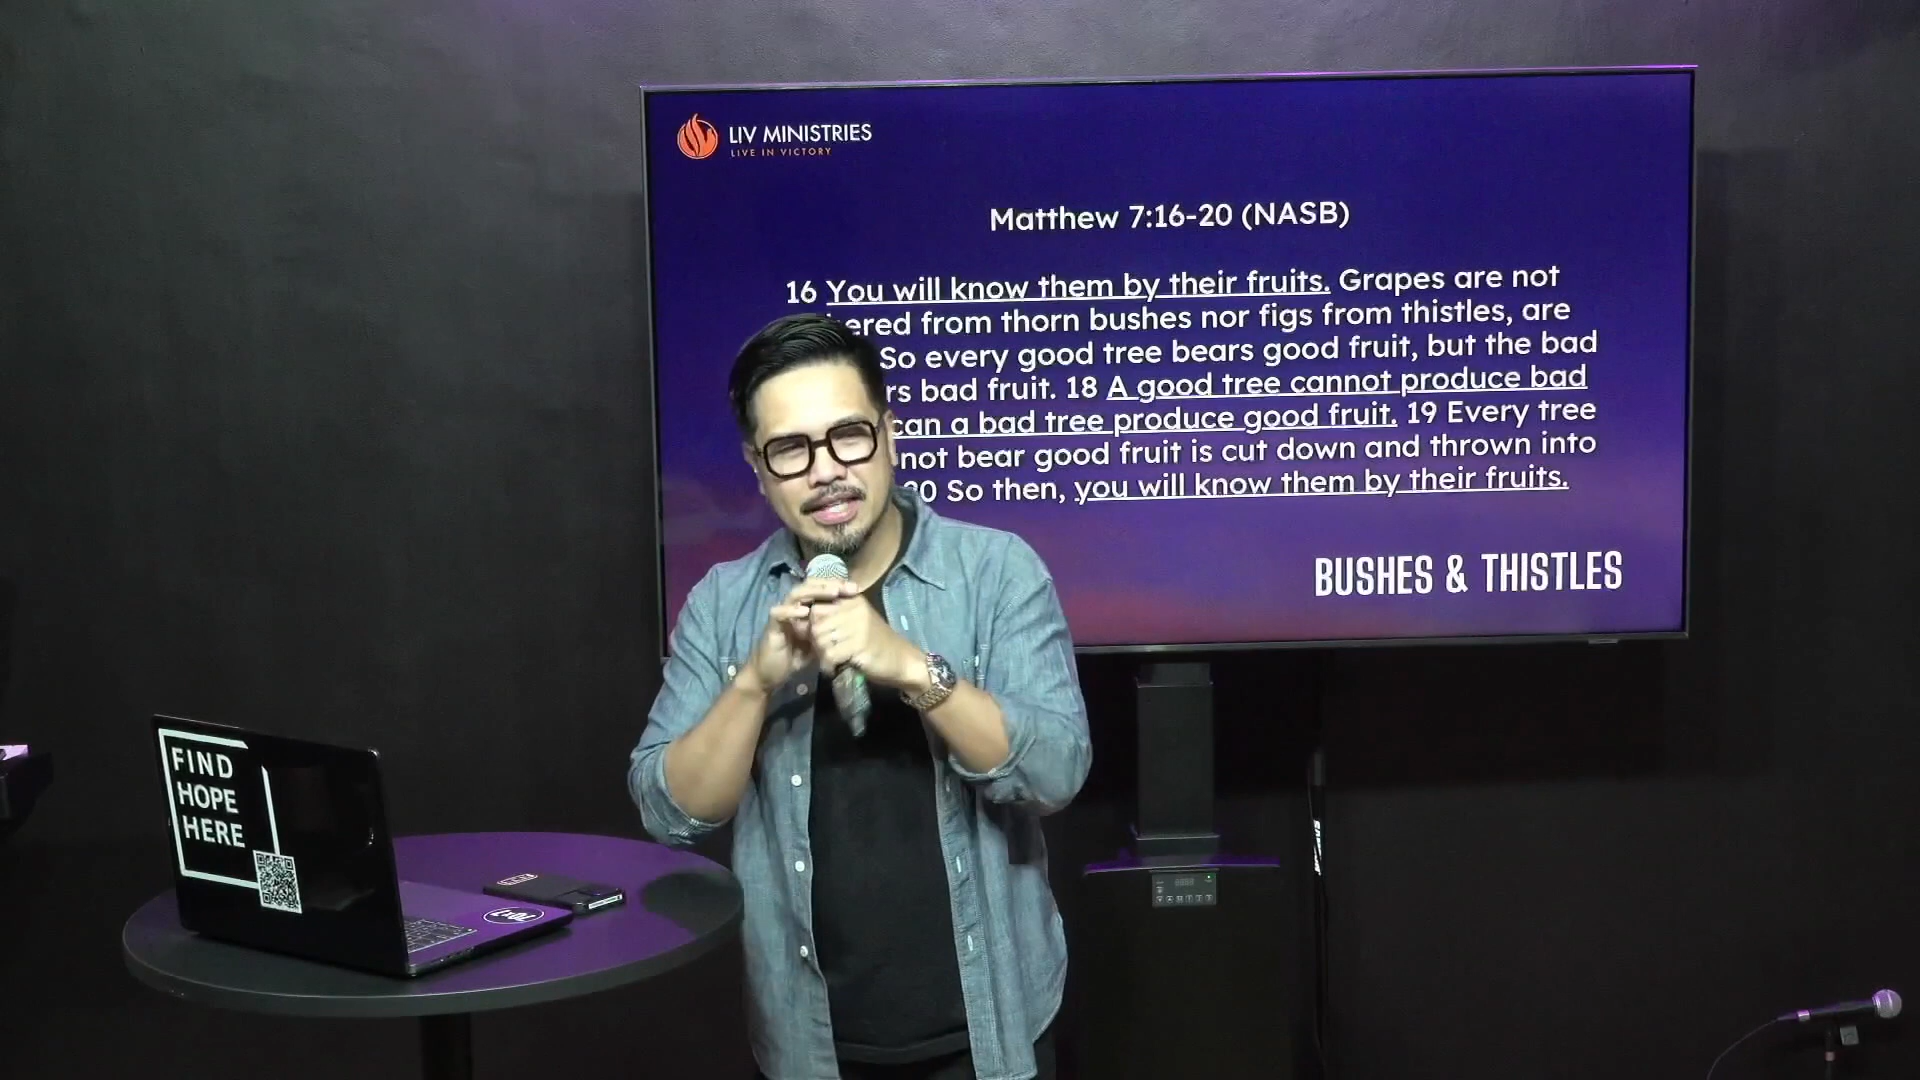 LIV MINISTRIES
LIVE IN VICTORY
Matthew 7:16-20 (NASB)
16 You will know them by their fruits. Grapes are not
ered from thorn bushes nor figs from thistles, are
So every good tree bears good fruit, but the bad
rs bad fruit. 18 A good tree cannot produce bad
can a bad tree produce good fruit. 19 Every tree
not bear good fruit is cut down and thrown into
20 So then, you will know them by their fruits.
BUSHES & THISTLES
FIND
HOPE
HERE